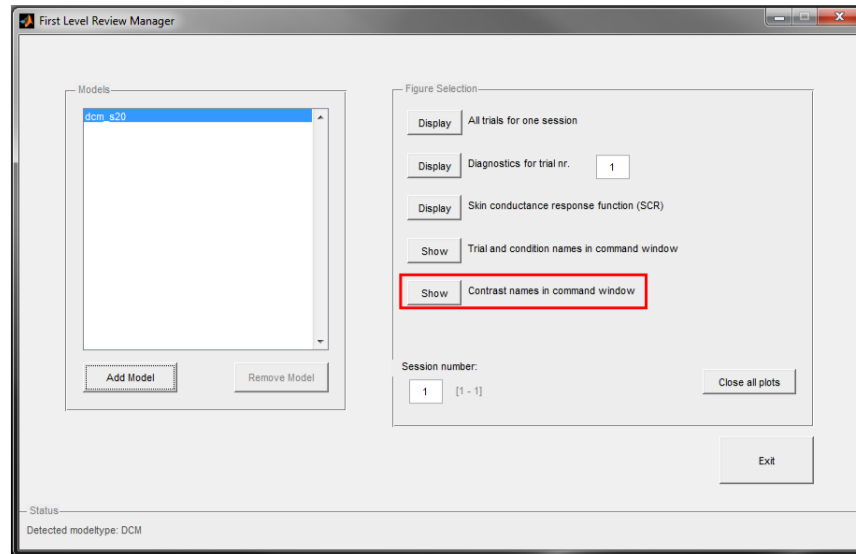 First Level Review Manager
Models
dcm_s20
Add Model
Remove Model
Figure Selection
Display All trials for one session
Display Diagnostics for trial nr. 1
Display Skin conductance response function (SCR)
Show Trial and condition names in command window
Show Contrast names in command window
Session number:
1 [1 - 1]
Close all plots
Exit
Status
Detected modeltype: DCM